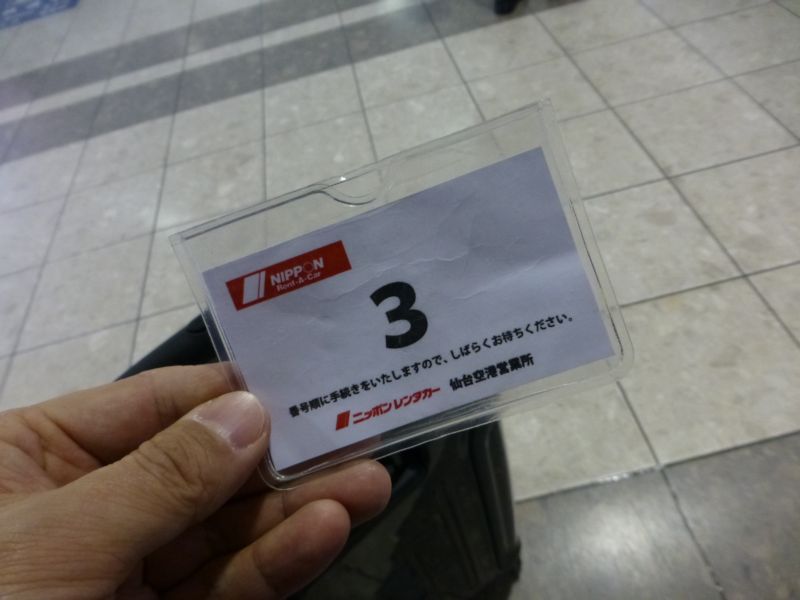 NIPPON
Rent-A-Car
3
番号順に手続きをいたしますので、しばらくお待ちください。
ニッポンレンタカー 仙台空港営業所